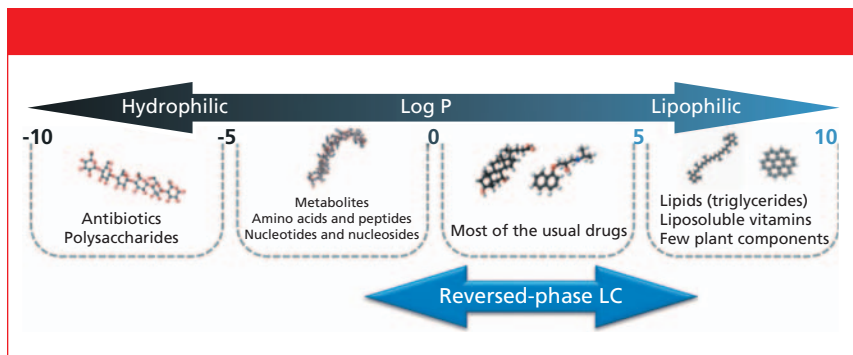 Hydrophilic Log P Lipophilic
-10 -5 0 5 10
Antibiotics
Polysaccharides
Metabolites
Amino acids and peptides
Nucleotides and nucleosides
Most of the usual drugs
Lipids (triglycerides)
Liposoluble vitamins
Few plant components
Reversed-phase LC